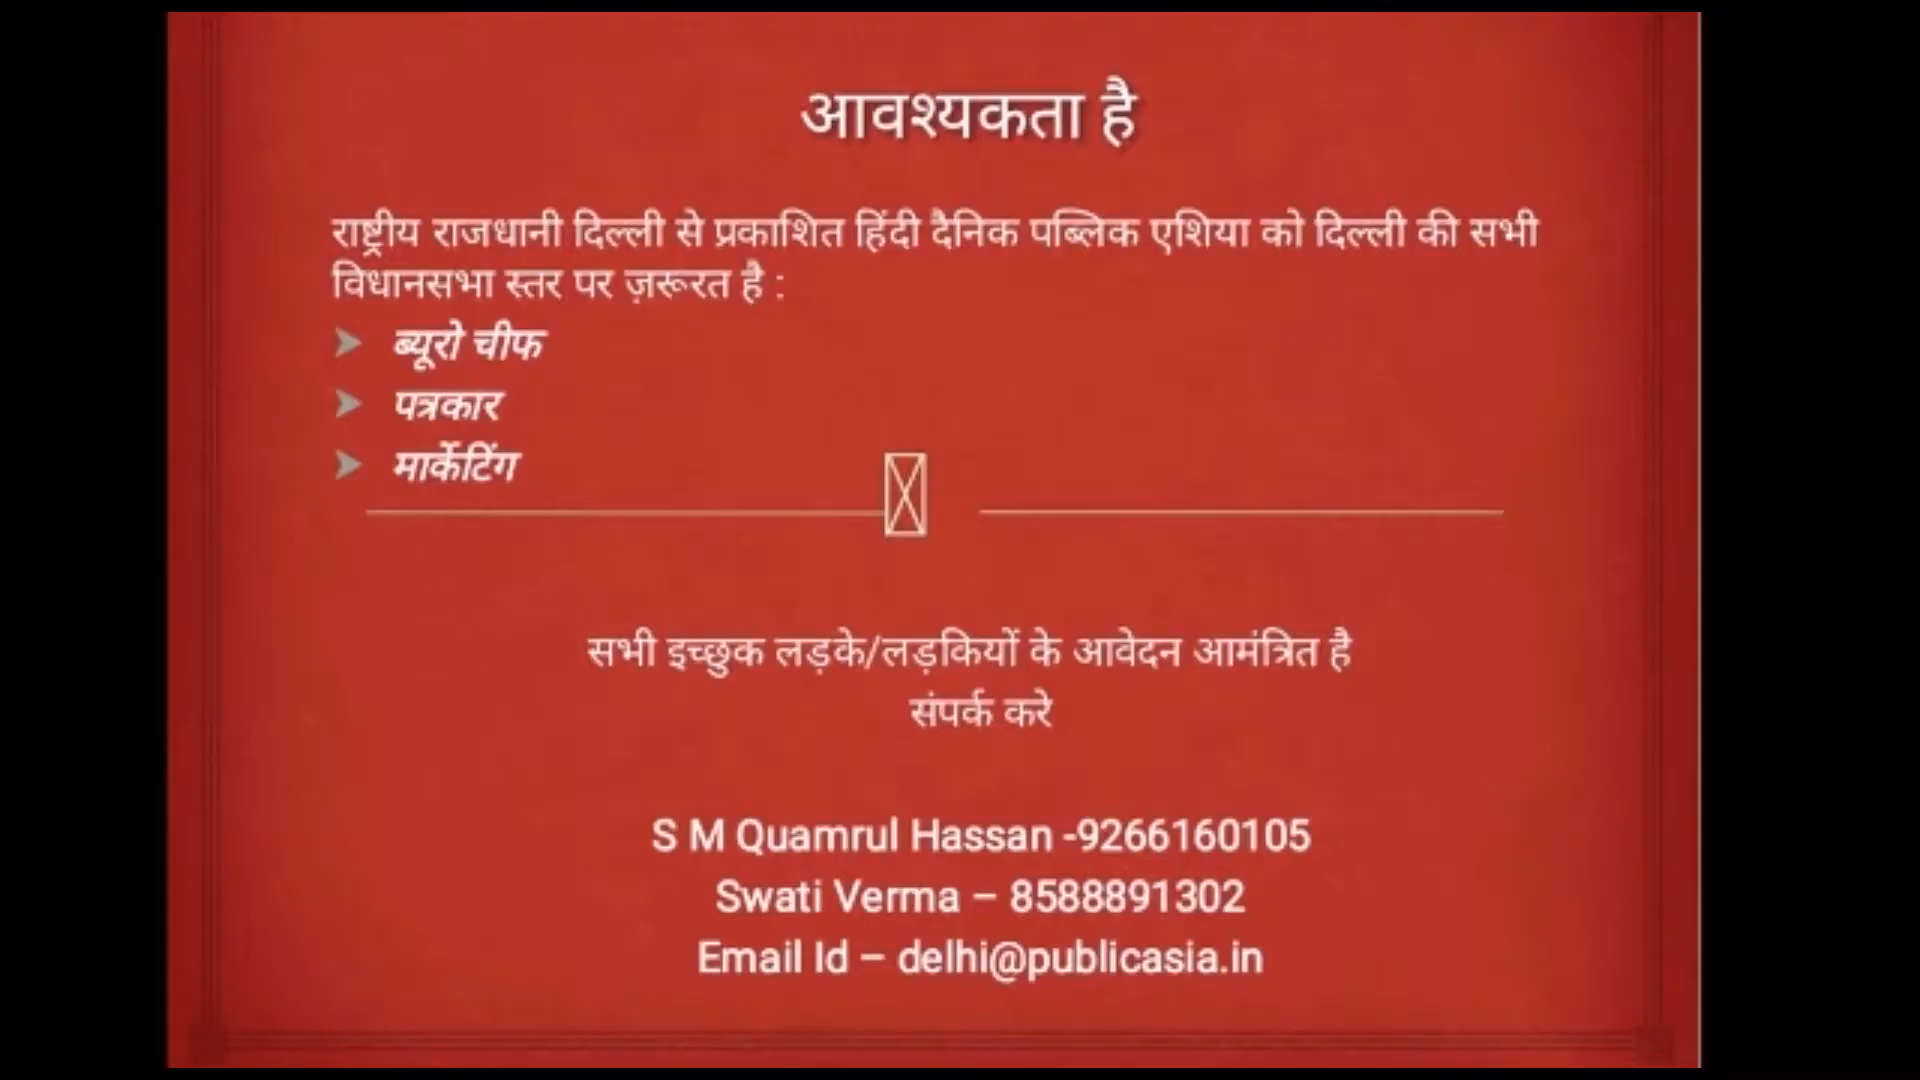 आवश्यकता है
राष्ट्रीय राजधानी दिल्ली से प्रकाशित हिंदी दैनिक पब्लिक एशिया को दिल्ली की सभी
विधानसभा स्तर पर ज़रूरत है :
ब्यूरो चीफ
पत्रकार
मार्केटिंग
सभी इच्छुक लड़के/लड़कियों के आवेदन आमंत्रित है
संपर्क करे
S M Quamrul Hassan -9266160105
Swati Verma – 8588891302
Email Id – delhi@publicasia.in